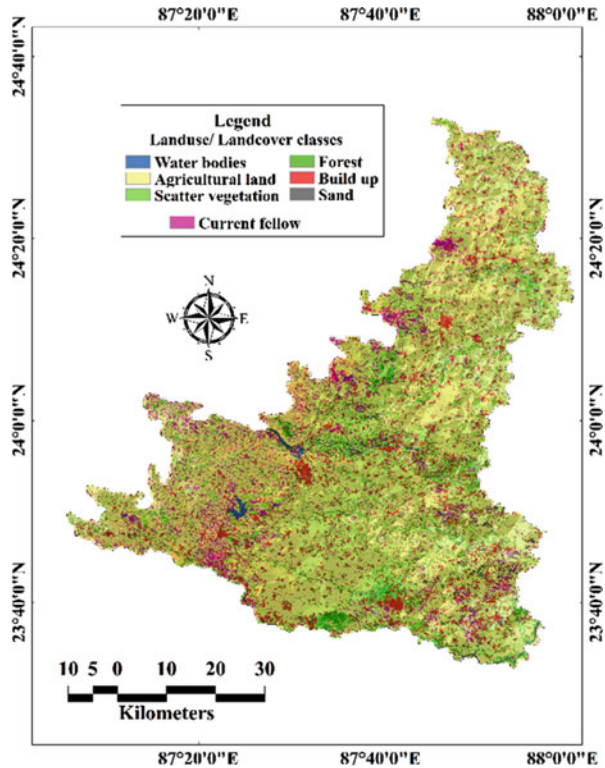 87°20'0"E 87°40'0"E 88°0'0"E
24°40'0"N
24°40'0"N
Legend
Landuse/ Landcover classes
Water bodies Forest
Agricultural land Build up
Scatter vegetation Sand
Current fellow
24°20'0"N
24°20'0"N
N
W E
S
24°0'0"N
24°0'0"N
23°40'0"N
23°40'0"N
10 5 0 10 20 30
Kilometers
87°20'0"E 87°40'0"E 88°0'0"E